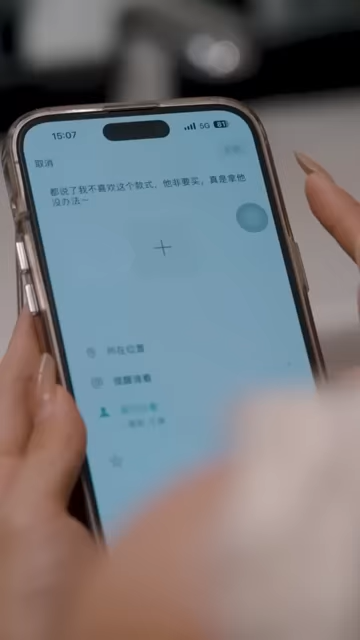 15:07
5G 61
取消
都说了我不喜欢这个款式，他非要买，真是拿他
没办法~
所在位置
提醒谁看